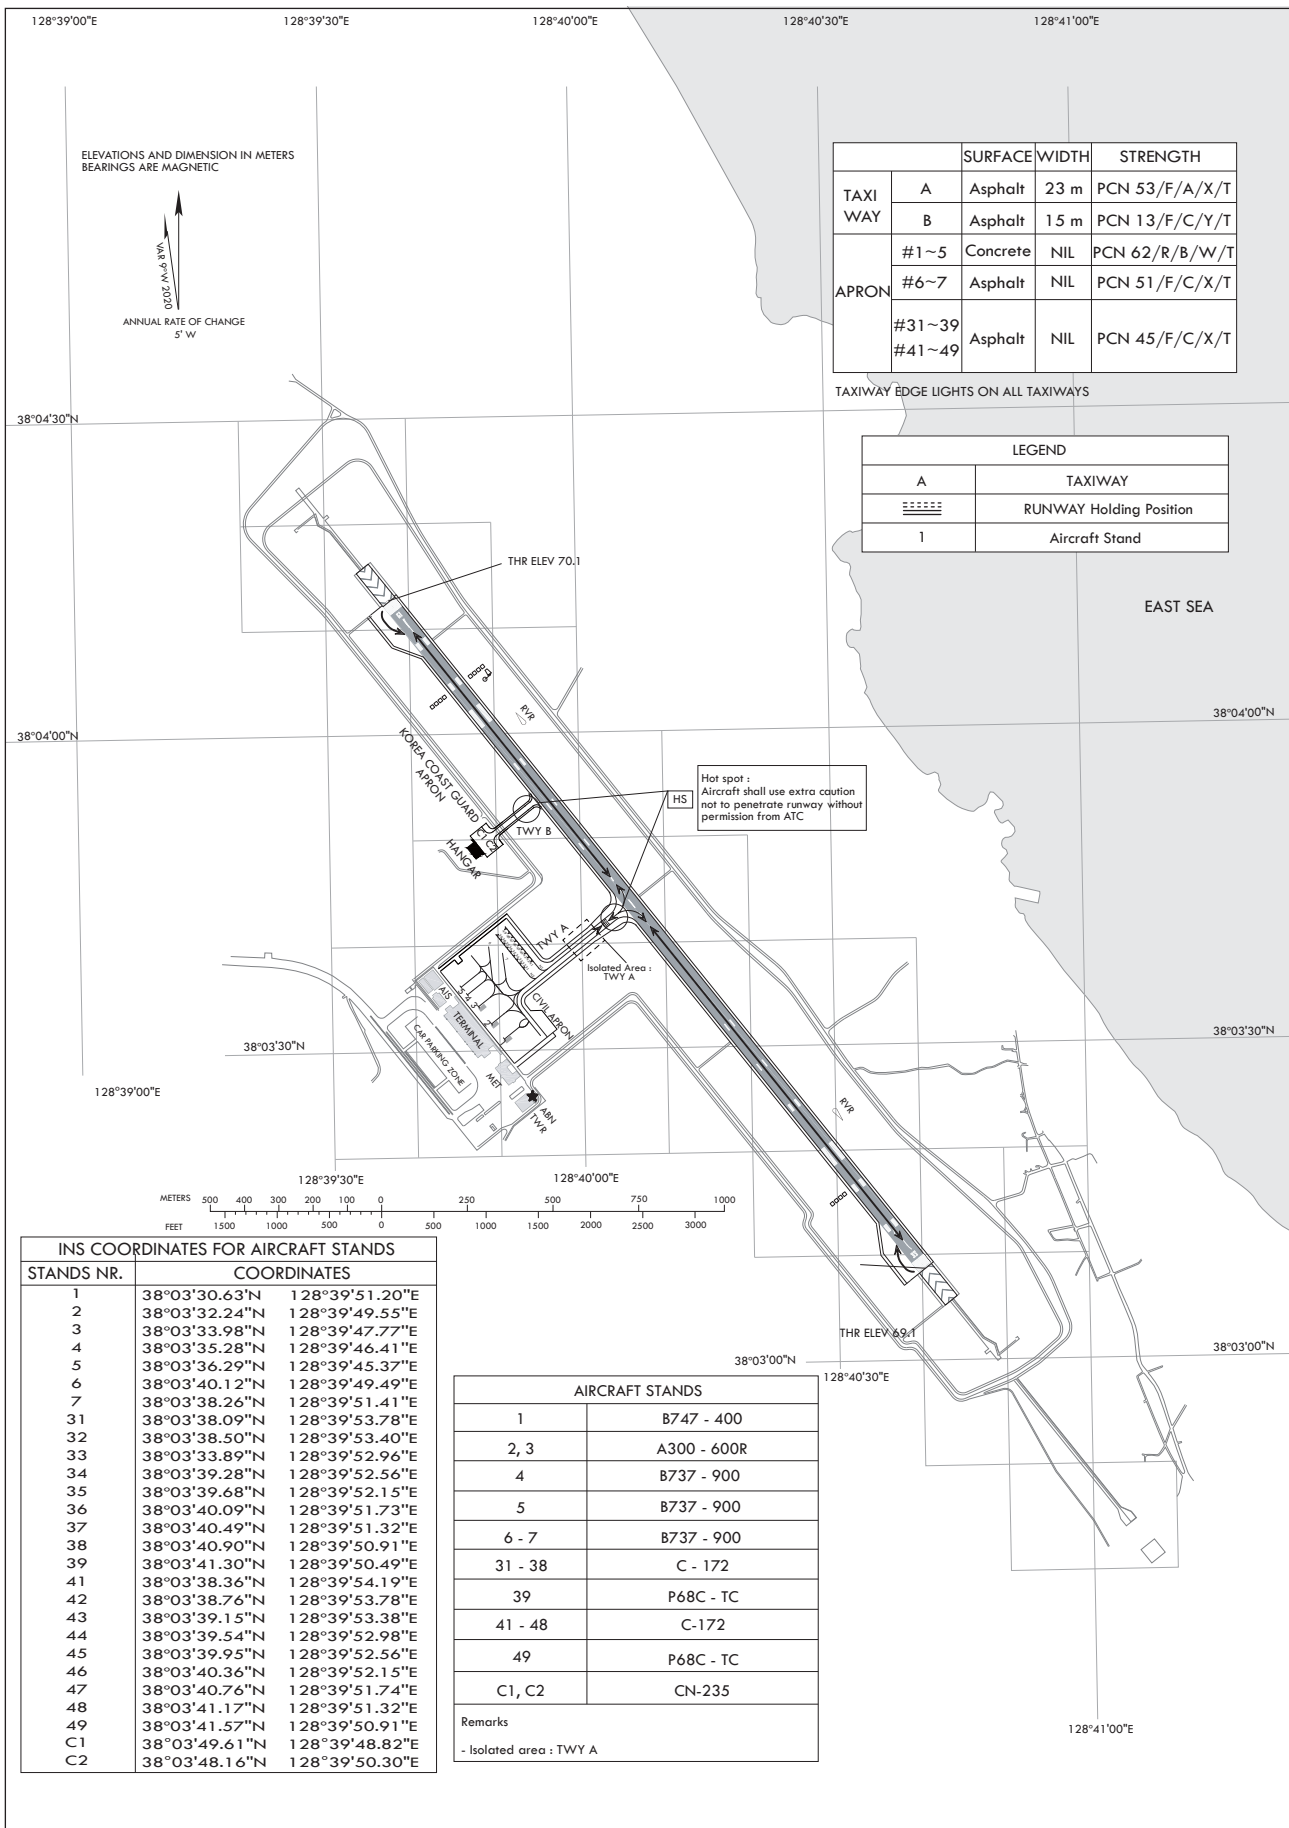 128°39'00"E 128°39'30"E 128°40'00"E 128°40'30"E 128°41'00"E
ELEVATIONS AND DIMENSION IN METERS
BEARINGS ARE MAGNETIC
VAR 9°W 2020
ANNUAL RATE OF CHANGE
5' W
SURFACE WIDTH STRENGTH
TAXI WAY A Asphalt 23 m PCN 53/F/A/X/T
B Asphalt 15 m PCN 13/F/C/Y/T
APRON #1~5 Concrete NIL PCN 62/R/B/W/T
#6~7 Asphalt NIL PCN 51/F/C/X/T
#31~39
#41~49 Asphalt NIL PCN 45/F/C/X/T
TAXIWAY EDGE LIGHTS ON ALL TAXIWAYS
38°04'30"N
LEGEND
A TAXIWAY
RUNWAY Holding Position
1 Aircraft Stand
THR ELEV 70.1
EAST SEA
RVR
38°04'00"N
38°04'00"N
KOREA COAST GUARD
APRON
Hot spot :
Aircraft shall use extra caution
not to penetrate runway without
permission from ATC
HS
TWY B
C1 C2
HANGAR
TWY A
Isolated Area :
TWY A
CIVIL APRON
5 4 3 2 1
AIS
TERMINAL
CAR PARKING ZONE
MET
ABN
TWR
38°03'30"N
38°03'30"N
128°39'00"E
RVR
128°39'30"E 128°40'00"E
METERS 500 400 300 200 100 0 250 500 750 1000
FEET 1500 1000 500 0 500 1000 1500 2000 2500 3000
THR ELEV 69.1
38°03'00"N
38°03'00"N
128°40'30"E
INS COORDINATES FOR AIRCRAFT STANDS
STANDS NR. COORDINATES
1 38°03'30.63'N 128°39'51.20"E
2 38°03'32.24"N 128°39'49.55"E
3 38°03'33.98"N 128°39'47.77"E
4 38°03'35.28"N 128°39'46.41"E
5 38°03'36.29"N 128°39'45.37"E
6 38°03'40.12"N 128°39'49.49"E
7 38°03'38.26"N 128°39'51.41"E
31 38°03'38.09"N 128°39'53.78"E
32 38°03'38.50"N 128°39'53.40"E
33 38°03'33.89"N 128°39'52.96"E
34 38°03'39.28"N 128°39'52.56"E
35 38°03'39.68"N 128°39'52.15"E
36 38°03'40.09"N 128°39'51.73"E
37 38°03'40.49"N 128°39'51.32"E
38 38°03'40.90"N 128°39'50.91"E
39 38°03'41.30"N 128°39'50.49"E
41 38°03'38.36"N 128°39'54.19"E
42 38°03'38.76"N 128°39'53.78"E
43 38°03'39.15"N 128°39'53.38"E
44 38°03'39.54"N 128°39'52.98"E
45 38°03'39.95"N 128°39'52.56"E
46 38°03'40.36"N 128°39'52.15"E
47 38°03'40.76"N 128°39'51.74"E
48 38°03'41.17"N 128°39'51.32"E
49 38°03'41.57"N 128°39'50.91"E
C1 38°03'49.61"N 128°39'48.82"E
C2 38°03'48.16"N 128°39'50.30"E
AIRCRAFT STANDS
1 B747 - 400
2, 3 A300 - 600R
4 B737 - 900
5 B737 - 900
6 - 7 B737 - 900
31 - 38 C - 172
39 P68C - TC
41 - 48 C-172
49 P68C - TC
C1, C2 CN-235
Remarks
- Isolated area : TWY A
128°41'00"E